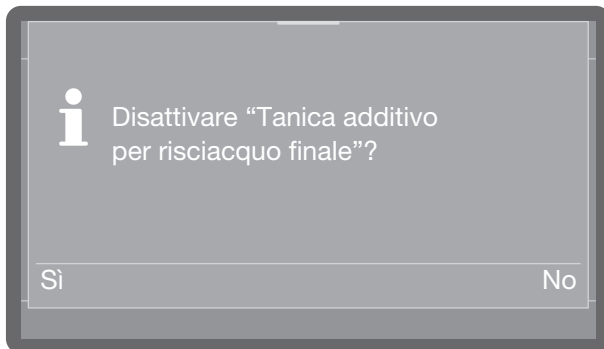 Disattivare “Tanica additivo
per risciacquo finale”?
Sì
No